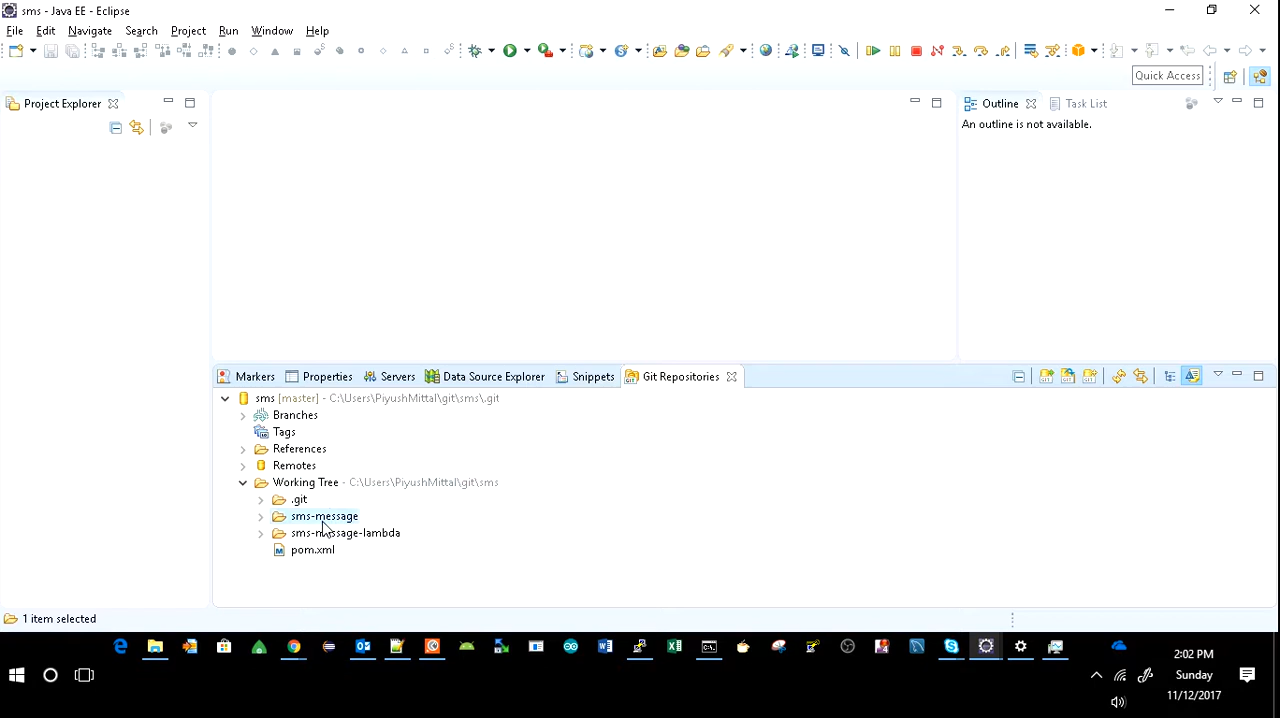 sms - Java EE - Eclipse
File Edit Navigate Search Project Run Window Help
Quick Access
Project Explorer
Outline Task List
An outline is not available.
Markers Properties Servers Data Source Explorer Snippets Git Repositories
sms [master] - C:\Users\PiyushMittal\git\sms\.git
Branches
Tags
References
Remotes
Working Tree - C:\Users\PiyushMittal\git\sms
.git
sms-message
sms-message-lambda
pom.xml
1 item selected
2:02 PM
Sunday
11/12/2017